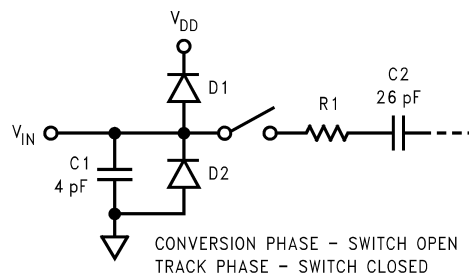 VDD
D1
C2
26 pF
R1
VIN
C1
4 pF
D2
CONVERSION PHASE – SWITCH OPEN
TRACK PHASE – SWITCH CLOSED